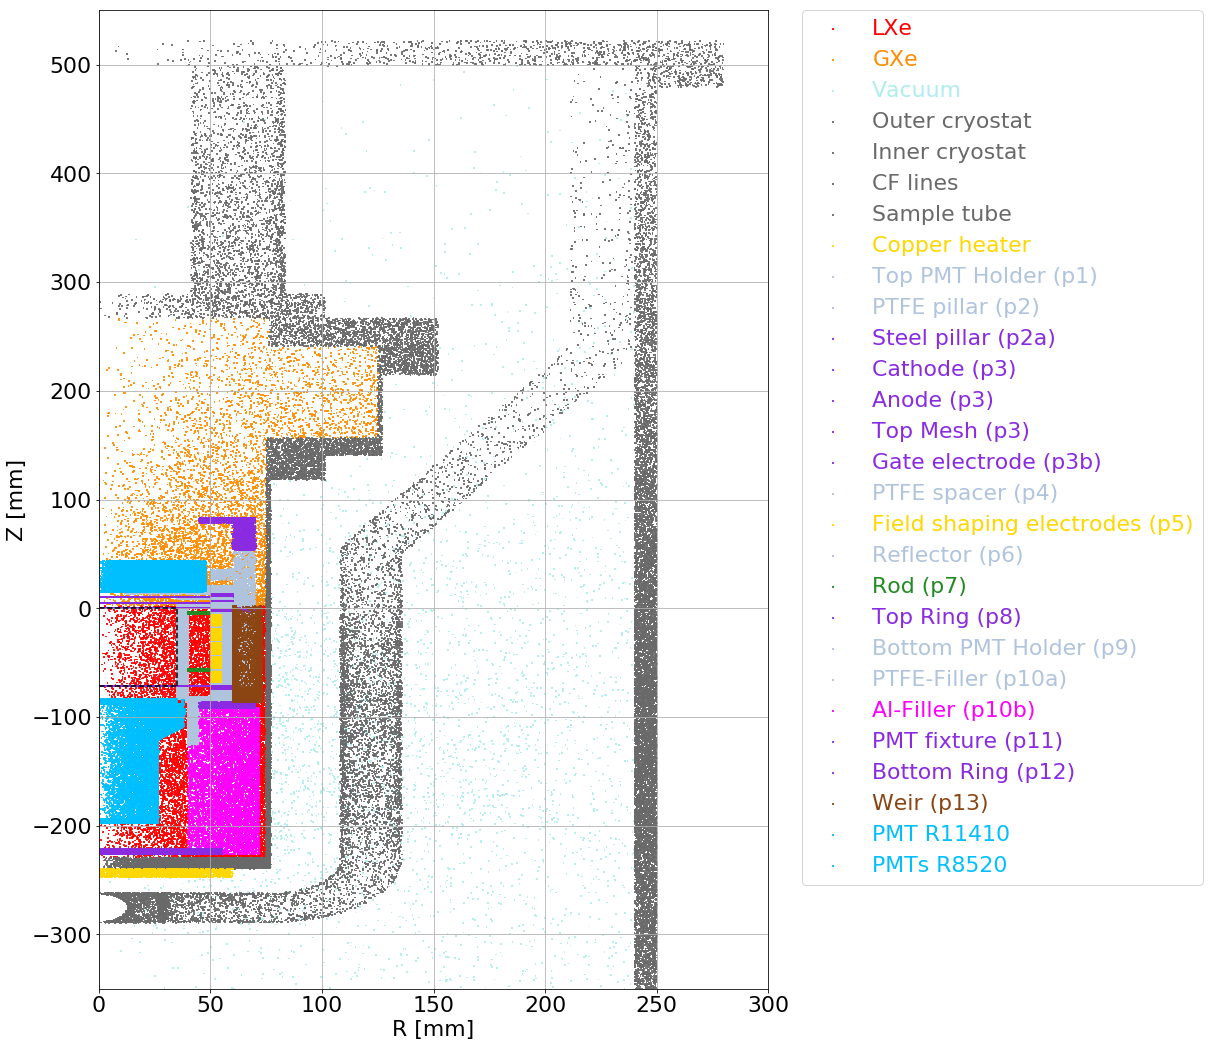 500
400
300
200
100
0
−100
−200
−300
Z [mm]
0 50 100 150 200 250 300
R [mm]
LXe
GXe
Vacuum
Outer cryostat
Inner cryostat
CF lines
Sample tube
Copper heater
Top PMT Holder (p1)
PTFE pillar (p2)
Steel pillar (p2a)
Cathode (p3)
Anode (p3)
Top Mesh (p3)
Gate electrode (p3b)
PTFE spacer (p4)
Field shaping electrodes (p5)
Reflector (p6)
Rod (p7)
Top Ring (p8)
Bottom PMT Holder (p9)
PTFE-Filler (p10a)
Al-Filler (p10b)
PMT fixture (p11)
Bottom Ring (p12)
Weir (p13)
PMT R11410
PMTs R8520